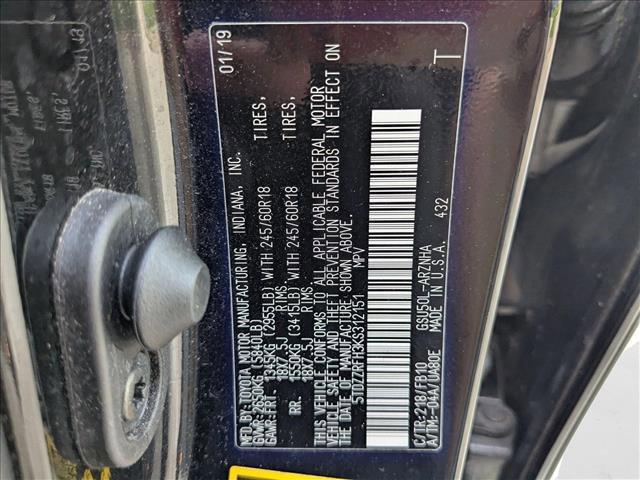 MFD. BY: TOYOTA MOTOR MANUFACTURING, INDIANA, INC. 01/19
GVWR: 2650KG (5840LB)
GAWR: FRT. 1345KG (2955LB) WITH 245/60R18 TIRES,
18X7.5J RIMS,
RR. 1550KG (3415LB) WITH 245/60R18 TIRES,
18X7.5J RIMS.
THIS VEHICLE CONFORMS TO ALL APPLICABLE FEDERAL MOTOR
VEHICLE SAFETY AND THEFT PREVENTION STANDARDS IN EFFECT ON
THE DATE OF MANUFACTURE SHOWN ABOVE.
5TDZZRFH3KS312151 MPV
T
C/TR: 218/FB10 GSU50L-ARZNHA
A/TM: -04A/UA80E MADE IN U.S.A. 432